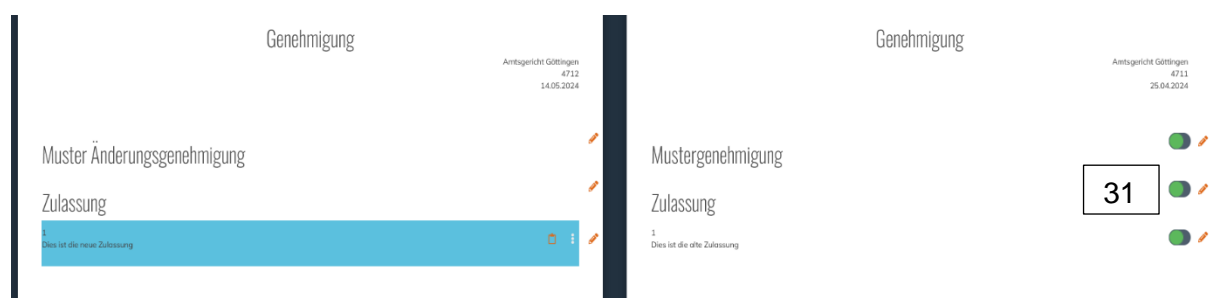 Genehmigung
Amtsgericht Göttingen
4712
14.05.2024
Muster Änderungsgenehmigung
Zulassung
1
Dies ist die neue Zulassung
Genehmigung
Amtsgericht Göttingen
4711
25.04.2024
Mustergenehmigung
31
Zulassung
1
Dies ist die alte Zulassung